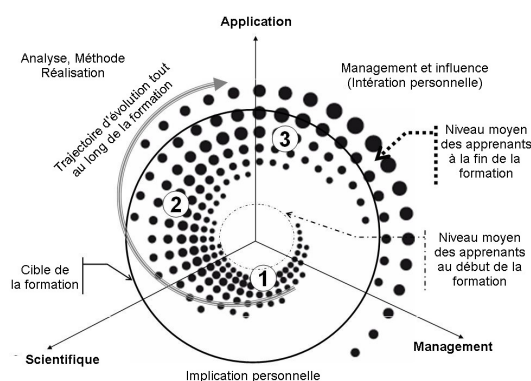 Application
Analyse, Méthode
Réalisation
Management et influence
(Intération personnelle)
Trajectoire d'évolution tout
au long de la formation
Niveau moyen
des apprenants
à la fin de la
formation
3
2
1
Niveau moyen
des apprenants
au début de la
formation
Cible de
la formation
Scientifique
Management
Implication personnelle